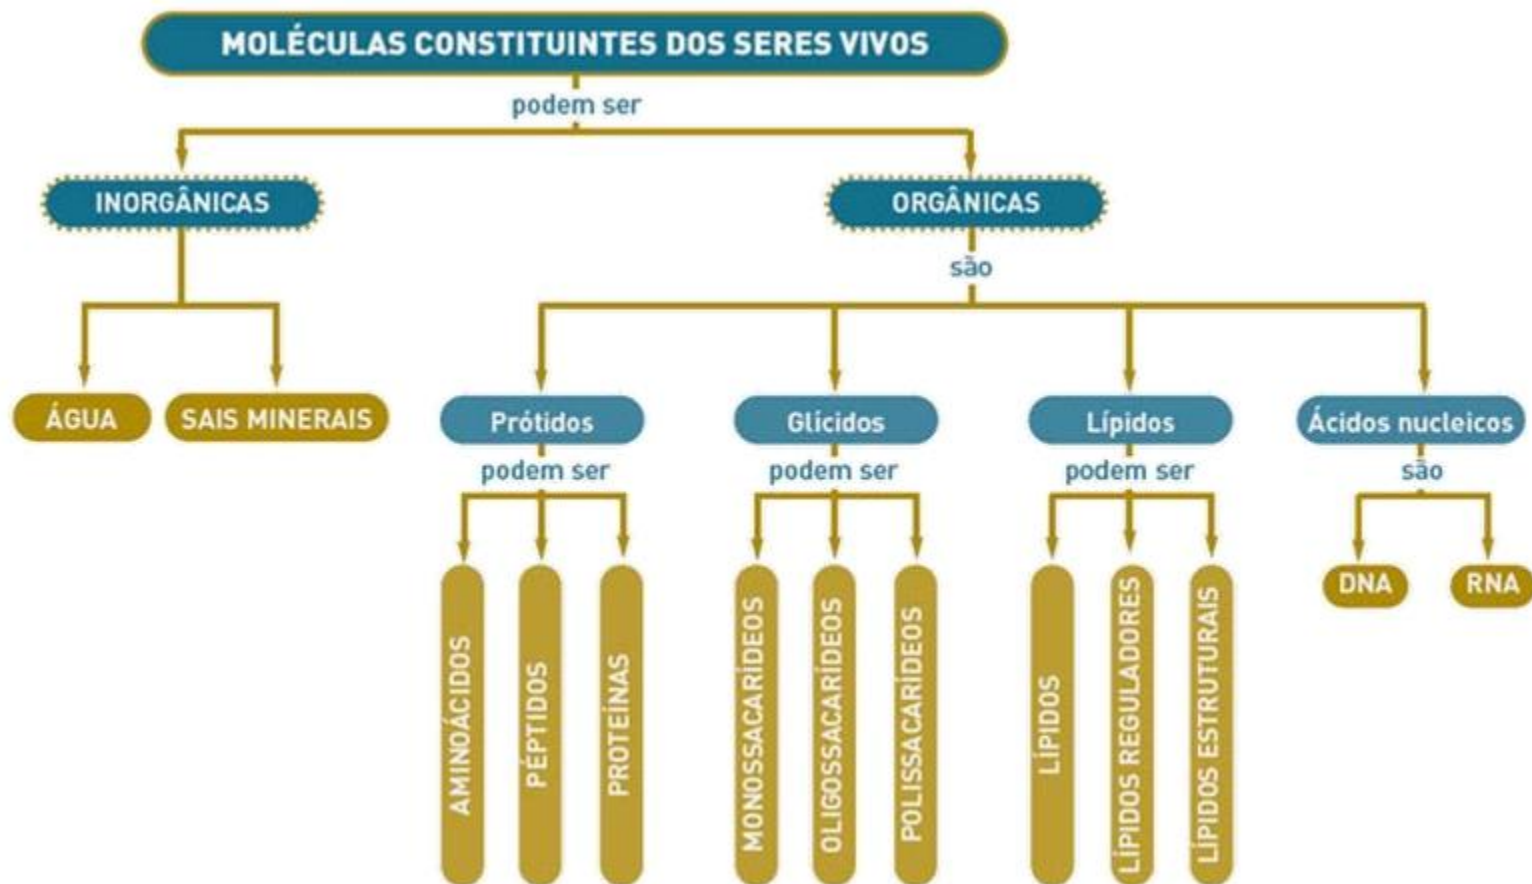 MOLÉCULAS CONSTITUINTES DOS SERES VIVOS
podem ser
INORGÂNICAS
ORGÂNICAS
são
ÁGUA
SAIS MINERAIS
Prótidos
Glícidos
Lípidos
Ácidos nucleicos
podem ser
podem ser
podem ser
são
AMINOÁCIDOS
PÉPTIDOS
PROTEÍNAS
MONOSSACARÍDEOS
OLIGOSSACARÍDEOS
POLISSACARÍDEOS
LÍPIDOS
LÍPIDOS REGULADORES
LÍPIDOS ESTRUTURAIS
DNA
RNA